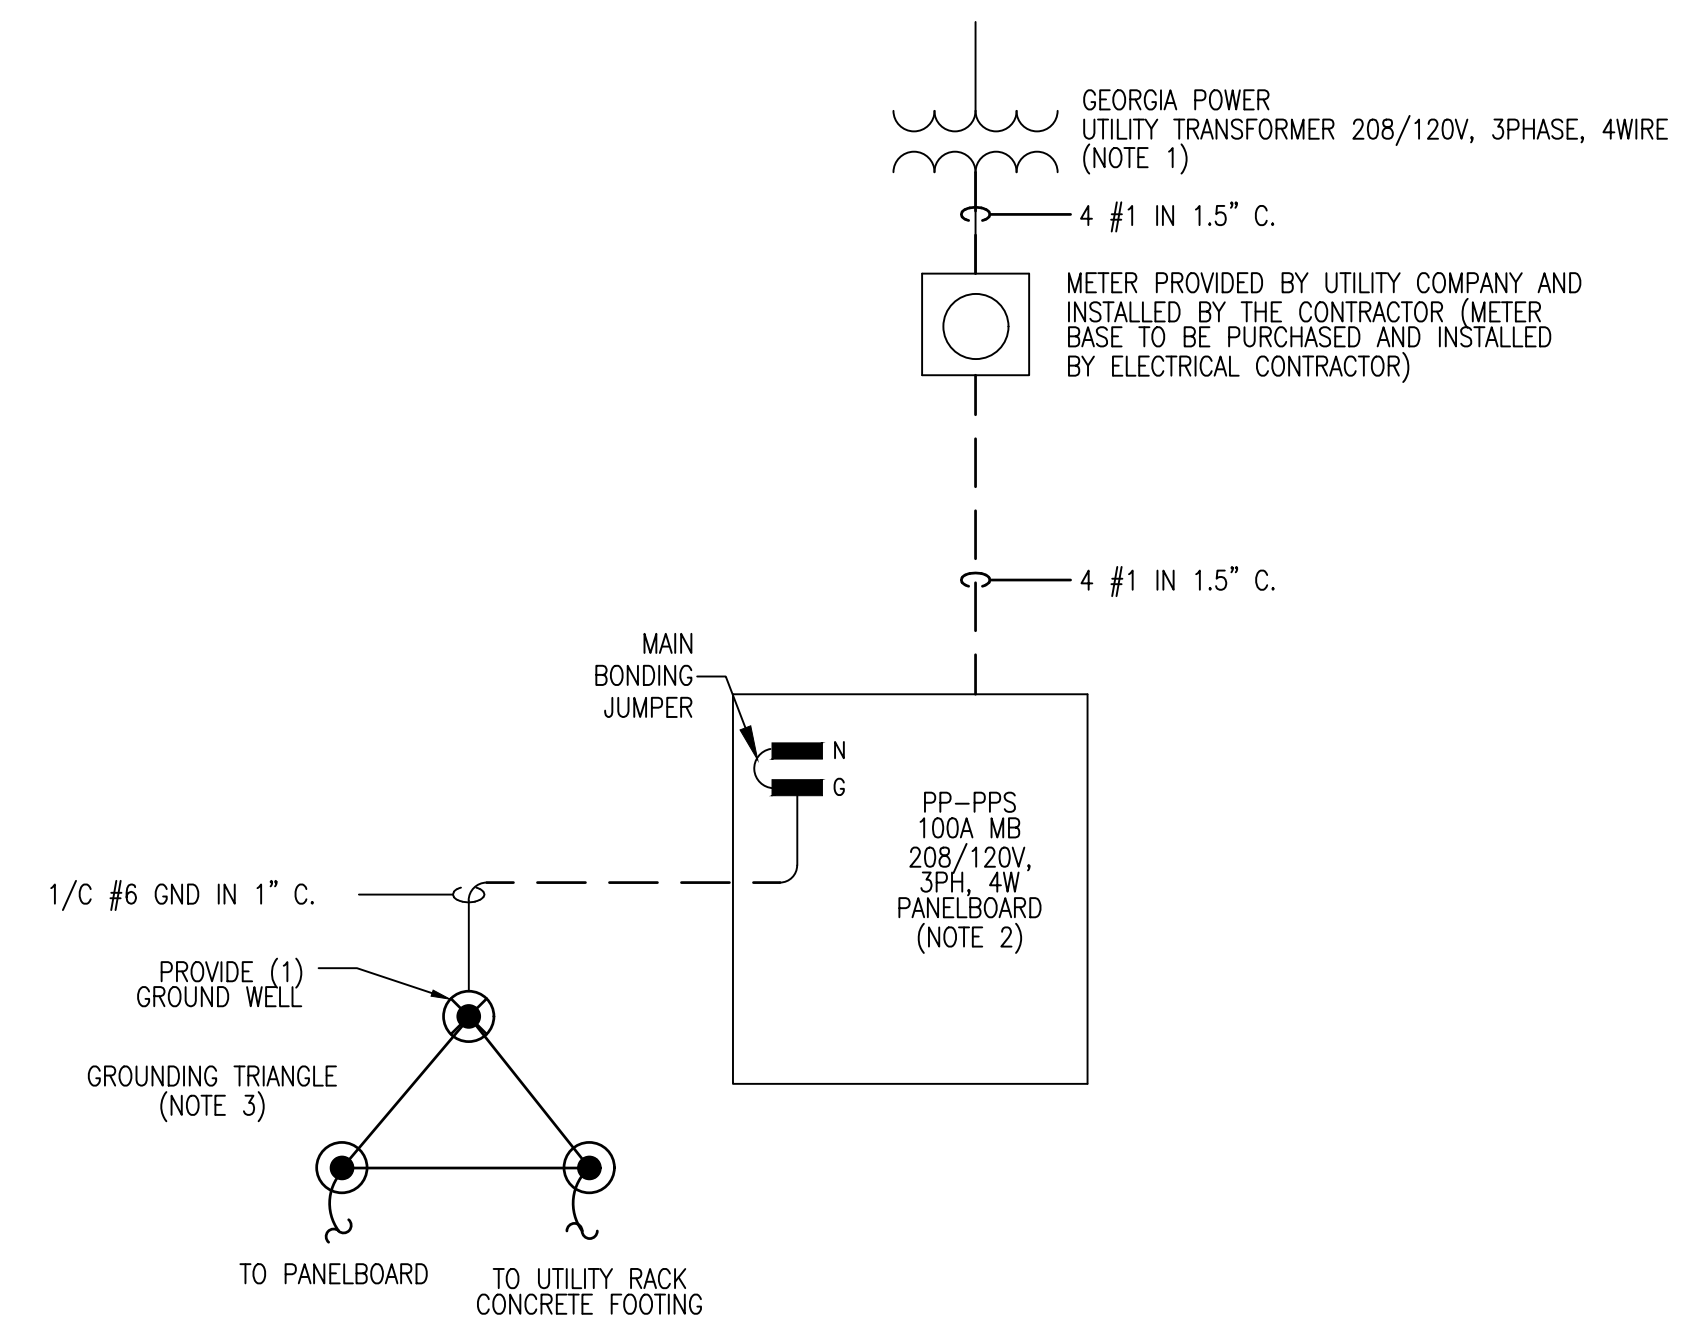 GEORGIA POWER
UTILITY TRANSFORMER 208/120V, 3PHASE, 4WIRE
(NOTE 1)
4 #1 IN 1.5" C.
METER PROVIDED BY UTILITY COMPANY AND
INSTALLED BY THE CONTRACTOR (METER
BASE TO BE PURCHASED AND INSTALLED
BY ELECTRICAL CONTRACTOR)
4 #1 IN 1.5" C.
MAIN
BONDING
JUMPER
N
G
PP-PPS
100A MB
208/120V,
3PH, 4W
PANELBOARD
(NOTE 2)
1/C #6 GND IN 1" C.
PROVIDE (1)
GROUND WELL
GROUNDING TRIANGLE
(NOTE 3)
TO PANELBOARD
TO UTILITY RACK
CONCRETE FOOTING